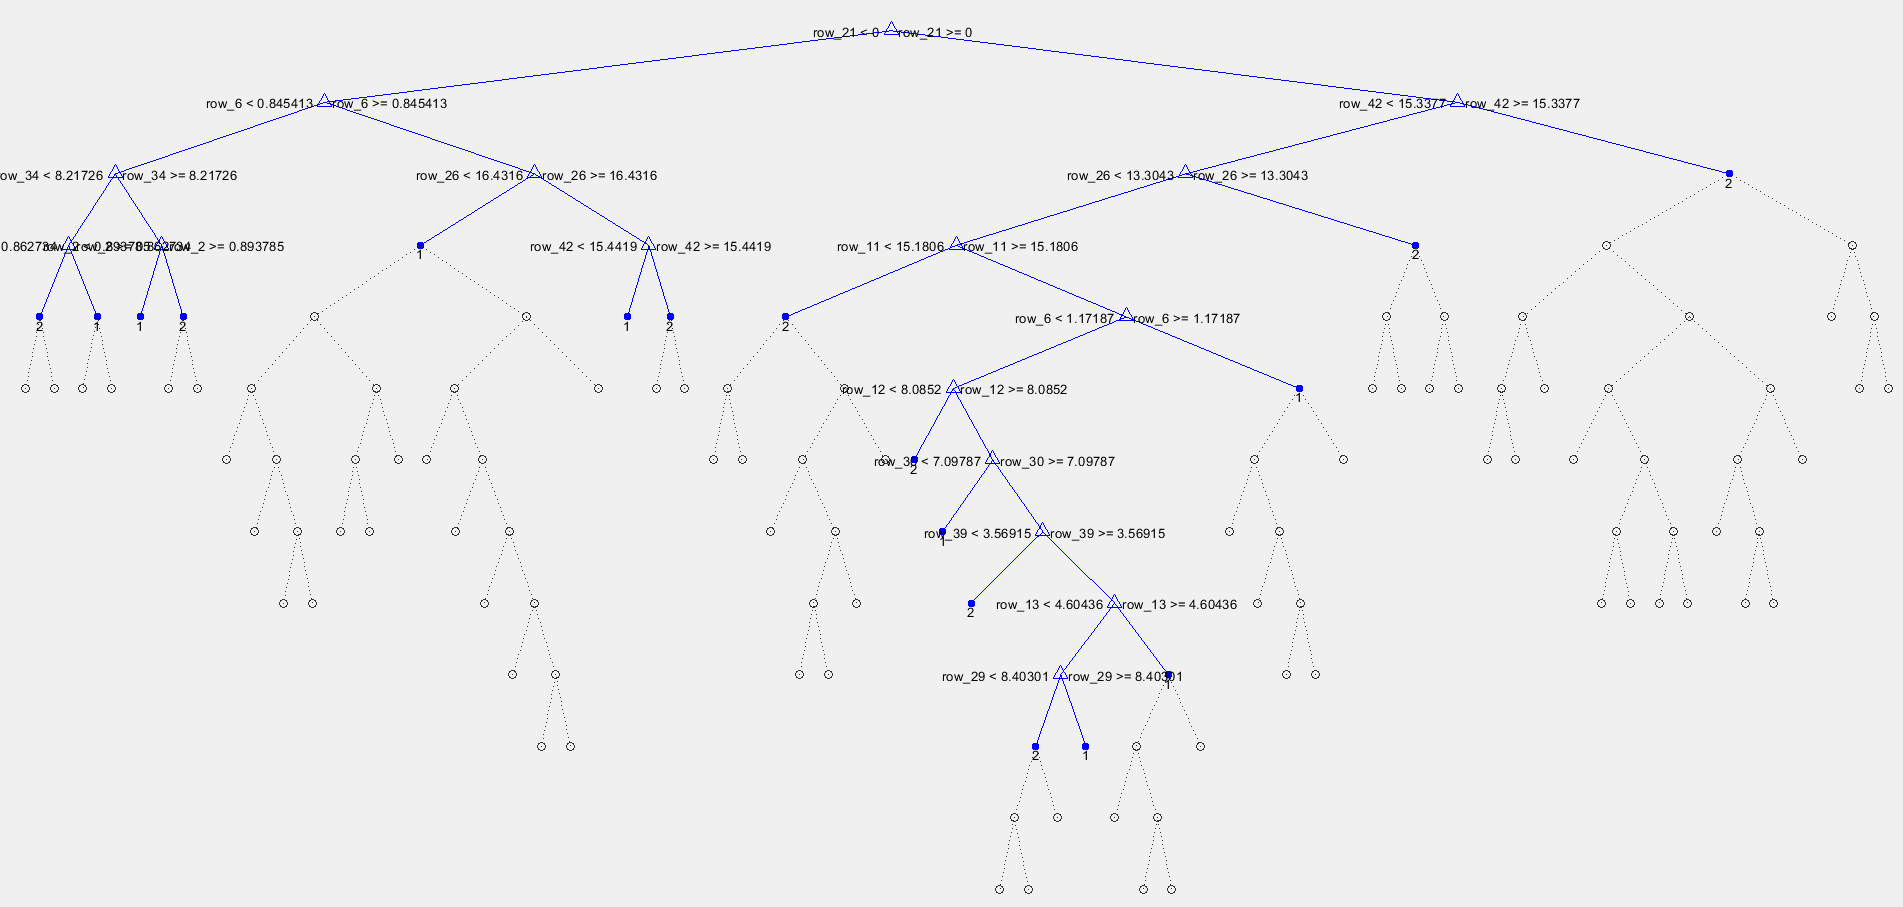 row_21 < 0 row_21 >= 0
row_6 < 0.845413 row_6 >= 0.845413
row_42 < 15.3377 row_42 >= 15.3377
row_34 < 8.21726 row_34 >= 8.21726
row_26 < 16.4316 row_26 >= 16.4316
row_26 < 13.3043 row_26 >= 13.3043
2
0.862734
row_2 >= 0.893785
1
row_42 < 15.4419 row_42 >= 15.4419
row_11 < 15.1806 row_11 >= 15.1806
2
2 1 1 2
1 2
2
row_6 < 1.17187 row_6 >= 1.17187
row_12 < 8.0852 row_12 >= 8.0852
1
2
row_30 < 7.09787 row_30 >= 7.09787
1
row_39 < 3.56915 row_39 >= 3.56915
2
row_13 < 4.60436 row_13 >= 4.60436
row_29 < 8.40301 row_29 >= 8.40301
1
2 1